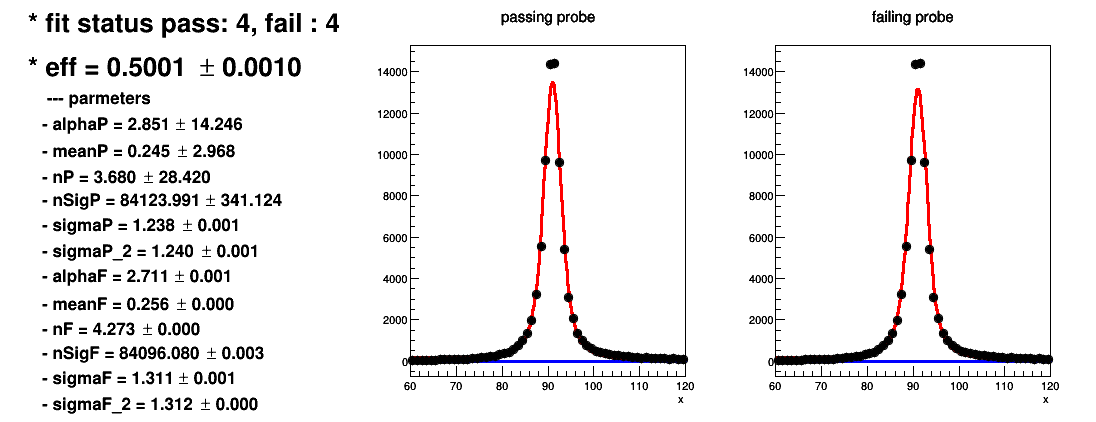 * fit status pass: 4, fail : 4
* eff = 0.5001 ± 0.0010
--- parmeters
- alphaP = 2.851 ± 14.246
- meanP = 0.245 ± 2.968
- nP = 3.680 ± 28.420
- nSigP = 84123.991 ± 341.124
- sigmaP = 1.238 ± 0.001
- sigmaP_2 = 1.240 ± 0.001
- alphaF = 2.711 ± 0.001
- meanF = 0.256 ± 0.000
- nF = 4.273 ± 0.000
- nSigF = 84096.080 ± 0.003
- sigmaF = 1.311 ± 0.001
- sigmaF_2 = 1.312 ± 0.000
passing probe
14000
12000
10000
8000
6000
4000
2000
0
60 70 80 90 100 110 120
x
failing probe
14000
12000
10000
8000
6000
4000
2000
0
60 70 80 90 100 110 120
x